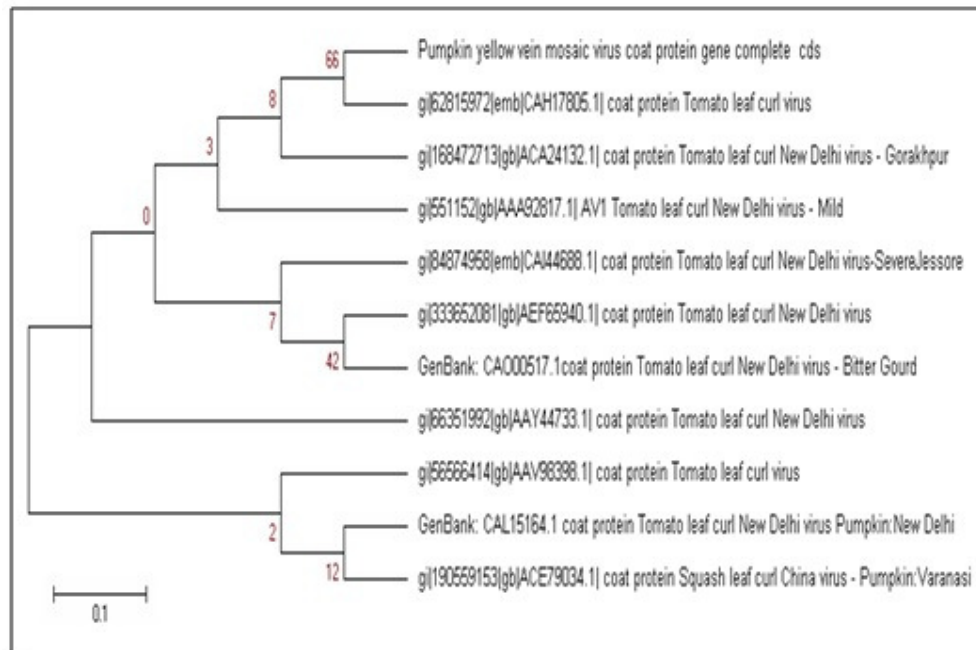 66
Pumpkin yellow vein mosaic virus coat protein gene complete cds
8
gi|62815972|emb|CAH17805.1| coat protein Tomato leaf curl virus
3
gi|168472713|gb|ACA24132.1| coat protein Tomato leaf curl New Delhi virus - Gorakhpur
0
gi|551152|gb|AAA92817.1| AV1 Tomato leaf curl New Delhi virus - Mild
gi|84874958|emb|CAI44688.1| coat protein Tomato leaf curl New Delhi virus-SevereJessore
7
gi|333652081|gb|AEF65940.1| coat protein Tomato leaf curl New Delhi virus
42
GenBank: CAO00517.1coat protein Tomato leaf curl New Delhi virus - Bitter Gourd
gi|66351992|gb|AAY44733.1| coat protein Tomato leaf curl New Delhi virus
gi|56566414|gb|AAV98398.1| coat protein Tomato leaf curl virus
2
GenBank: CAL15164.1 coat protein Tomato leaf curl New Delhi virus Pumpkin:New Delhi
12
gi|190559153|gb|ACE79034.1| coat protein Squash leaf curl China virus - Pumpkin:Varanasi
0.1